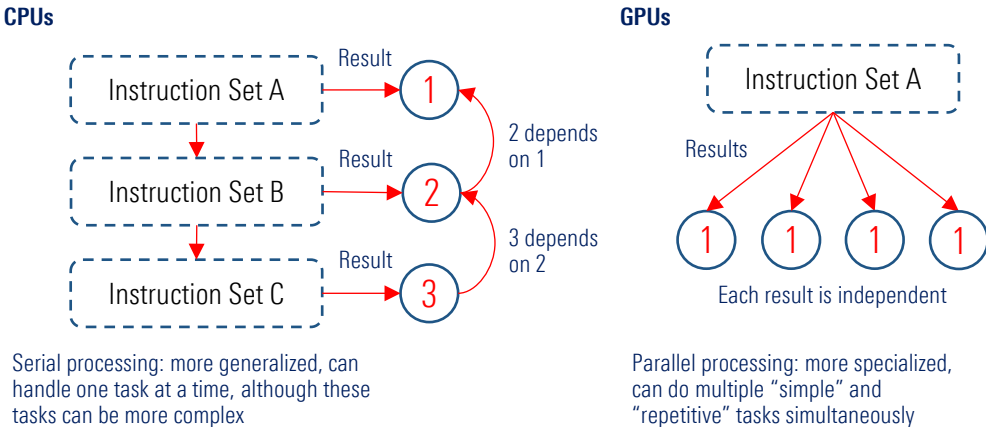 CPUs
Instruction Set A
Result
1
2 depends
on 1
Instruction Set B
Result
2
3 depends
on 2
Instruction Set C
Result
3
Serial processing: more generalized, can
handle one task at a time, although these
tasks can be more complex
GPUs
Instruction Set A
Results
1
1
1
1
Each result is independent
Parallel processing: more specialized,
can do multiple “simple” and
“repetitive” tasks simultaneously